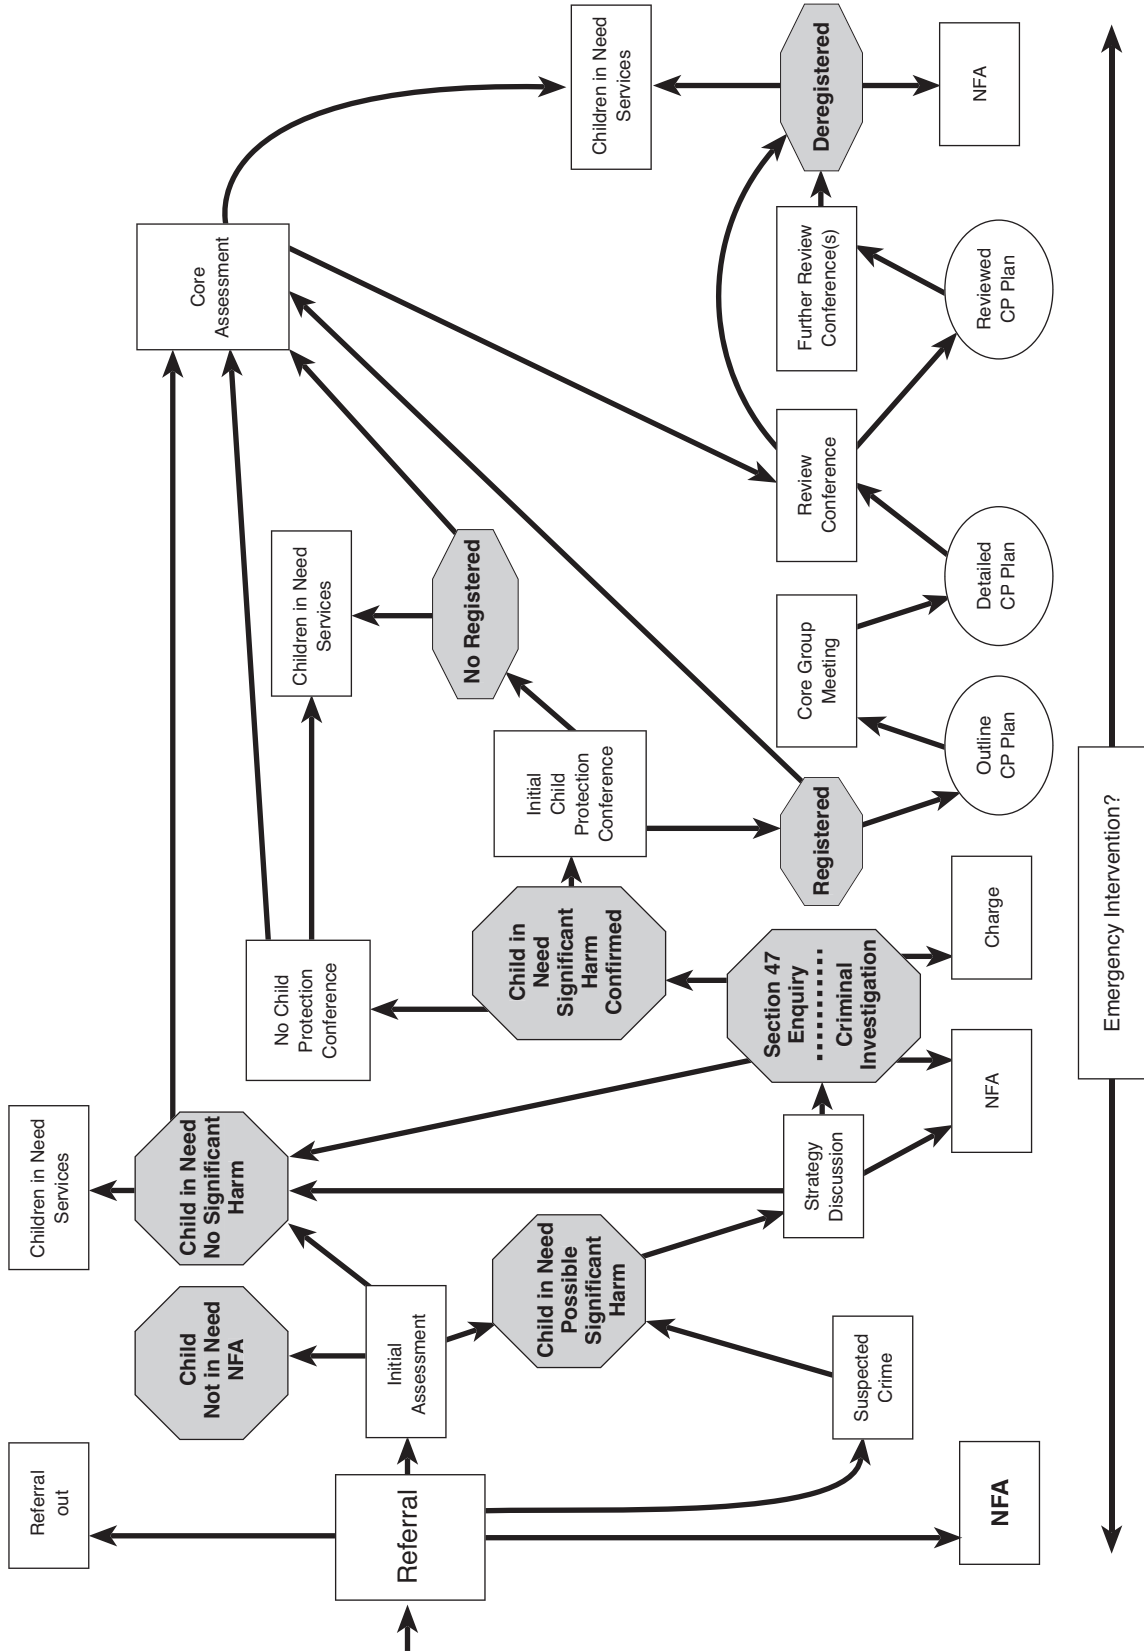 Referral
out
Referral
NFA
Child
Not in Need
NFA
Initial
Assessment
Suspected
Crime
Children in Need
Services
Child in Need
No Significant
Harm
Child in Need
Possible
Significant
Harm
Strategy
Discussion
NFA
No Child
Protection
Conference
Child in
Need
Significant
Harm
Confirmed
Section 47
Enquiry
Criminal
Investigation
Charge
Initial
Child
Protection
Conference
Registered
Outline
CP Plan
Children in Need
Services
No Registered
Core Group
Meeting
Detailed
CP Plan
Review
Conference
Core
Assessment
Further Review
Conference(s)
Reviewed
CP Plan
Children in Need
Services
Deregistered
NFA
Emergency Intervention?